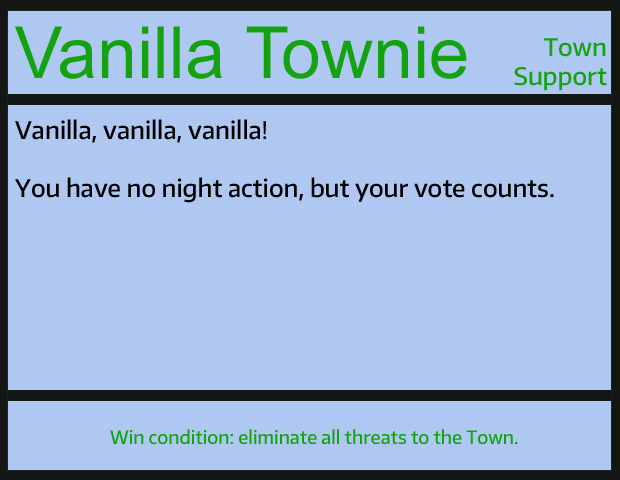 Vanilla Townie
Town
Support
Vanilla, vanilla, vanilla!
You have no night action, but your vote counts.
Win condition: eliminate all threats to the Town.